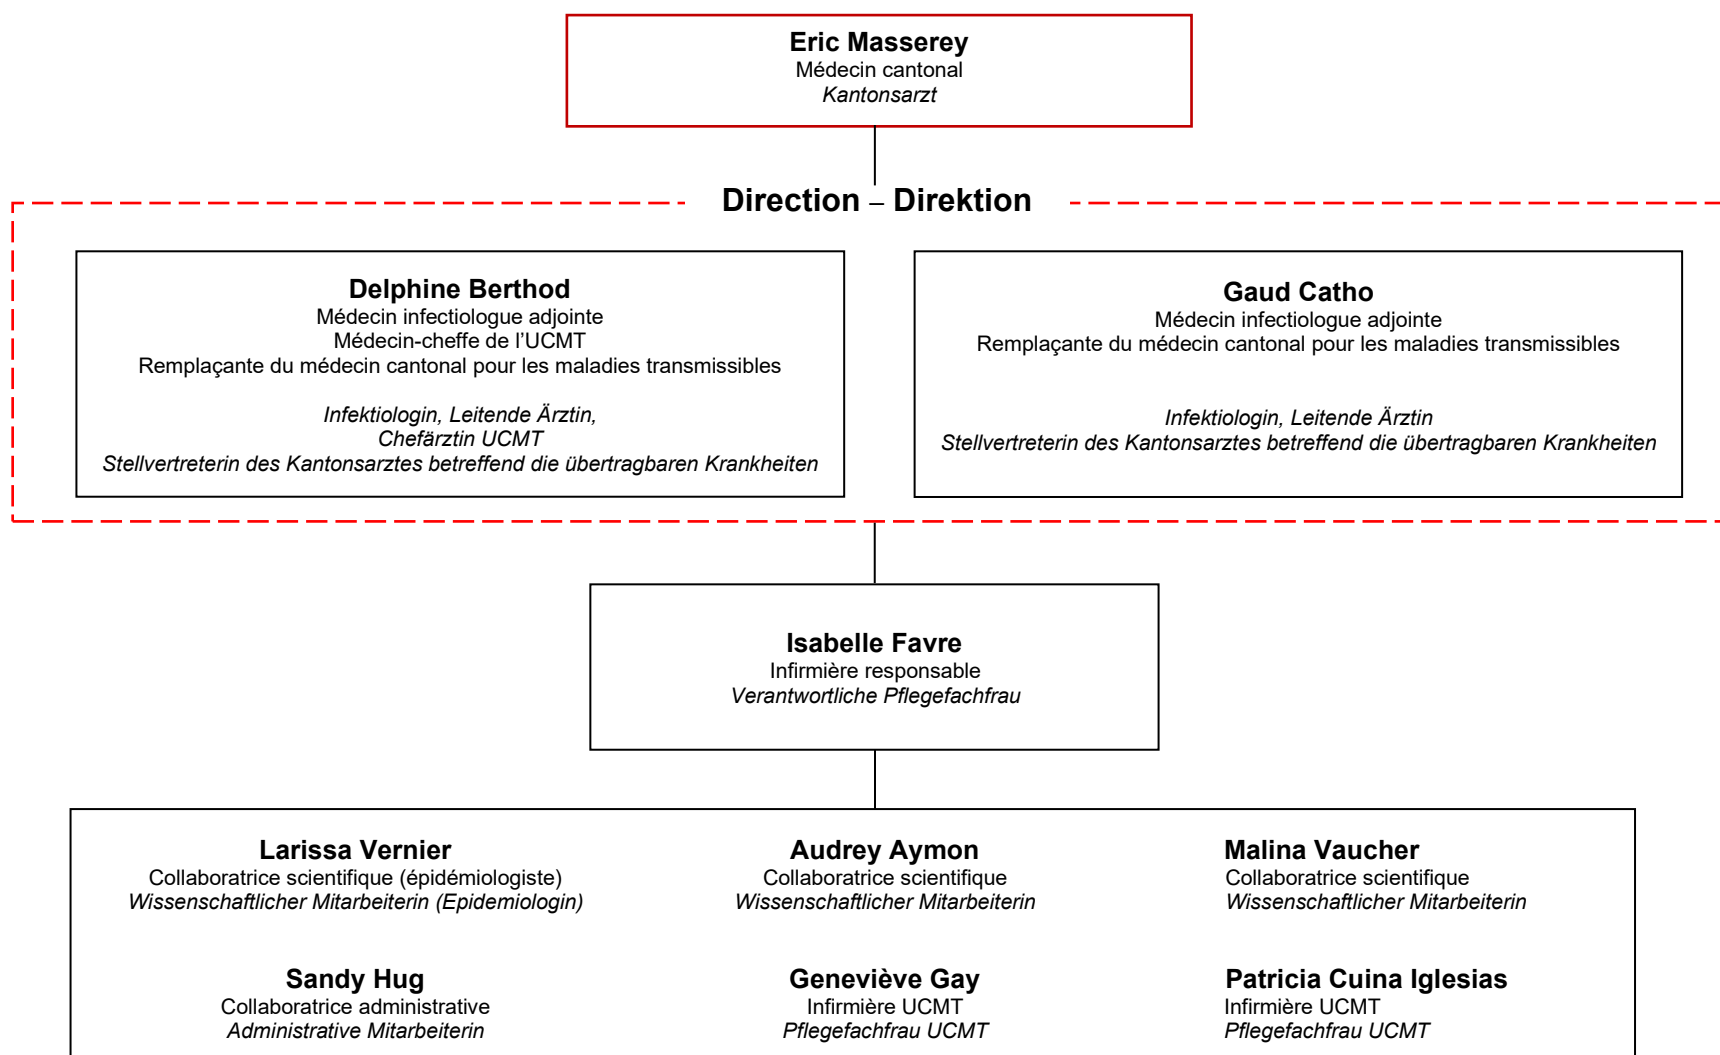 Eric Masserey
Médecin cantonal
Kantonsarzt
Direction – Direktion
Delphine Berthod
Médecin infectiologue adjointe
Médecin-cheffe de l’UCMT
Remplaçante du médecin cantonal pour les maladies transmissibles
Infektiologin, Leitende Ärztin,
Chefärztin UCMT
Stellvertreterin des Kantonsarztes betreffend die übertragbaren Krankheiten
Gaud Catho
Médecin infectiologue adjointe
Remplaçante du médecin cantonal pour les maladies transmissibles
Infektiologin, Leitende Ärztin
Stellvertreterin des Kantonsarztes betreffend die übertragbaren Krankheiten
Isabelle Favre
Infirmière responsable
Verantwortliche Pflegefachfrau
Larissa Vernier
Collaboratrice scientifique (épidémiologiste)
Wissenschaftlicher Mitarbeiterin (Epidemiologin)
Audrey Aymon
Collaboratrice scientifique
Wissenschaftlicher Mitarbeiterin
Malina Vaucher
Collaboratrice scientifique
Wissenschaftlicher Mitarbeiterin
Sandy Hug
Collaboratrice administrative
Administrative Mitarbeiterin
Geneviève Gay
Infirmière UCMT
Pflegefachfrau UCMT
Patricia Cuina Iglesias
Infirmière UCMT
Pflegefachfrau UCMT